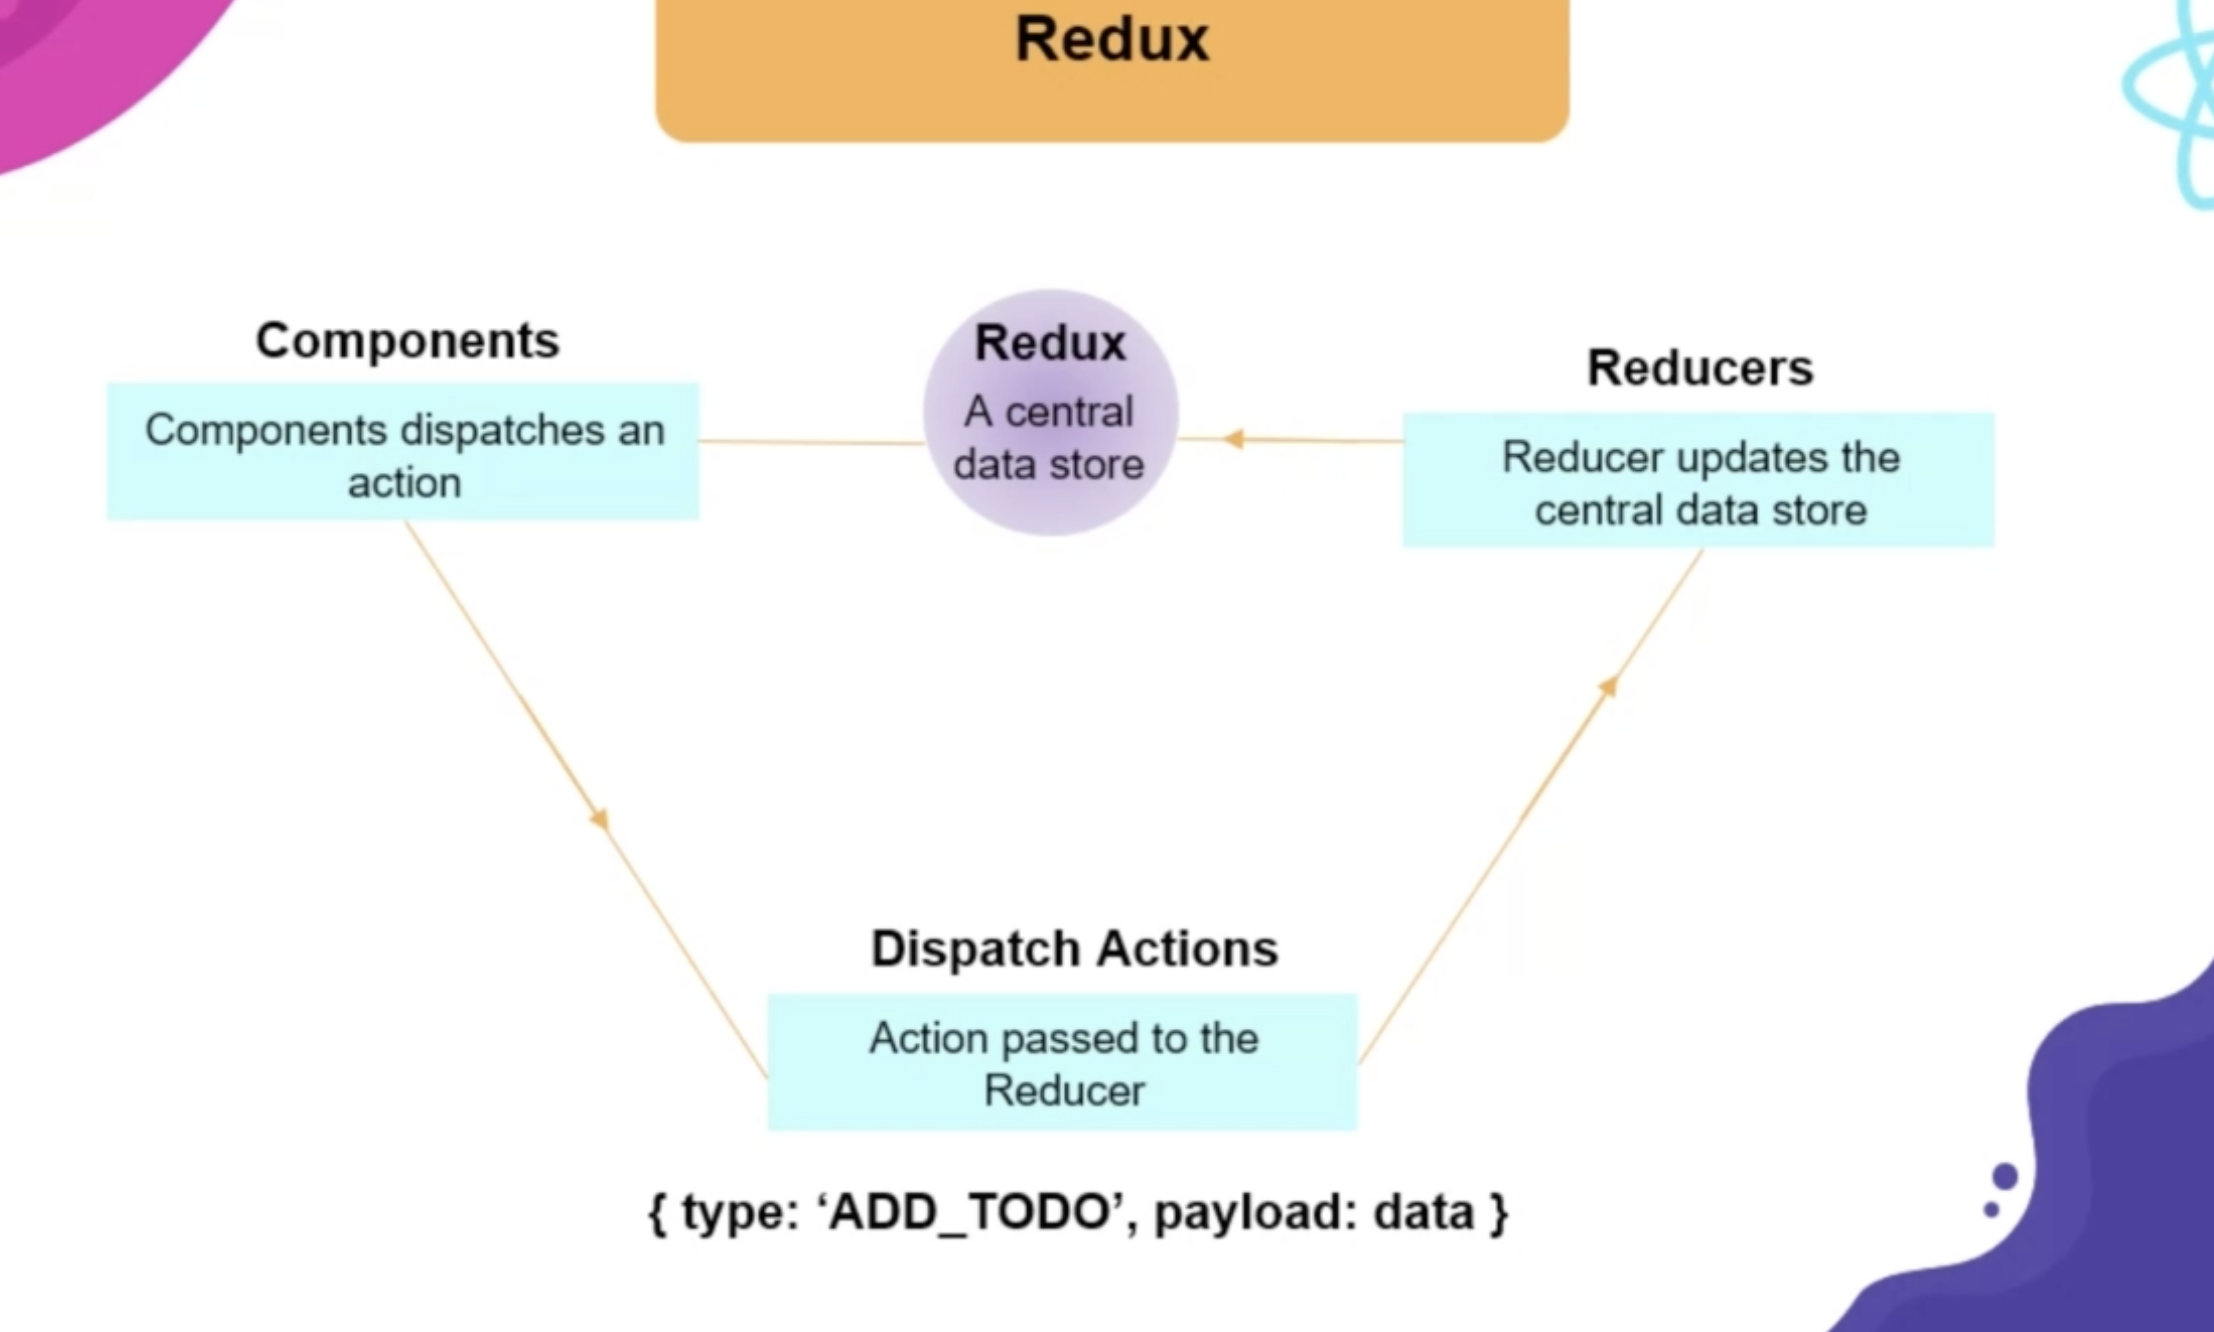 Redux
Components
Components dispatches an
action
Redux
A central
data store
Reducers
Reducer updates the
central data store
Dispatch Actions
Action passed to the
Reducer
{ type: ‘ADD_TODO’, payload: data }